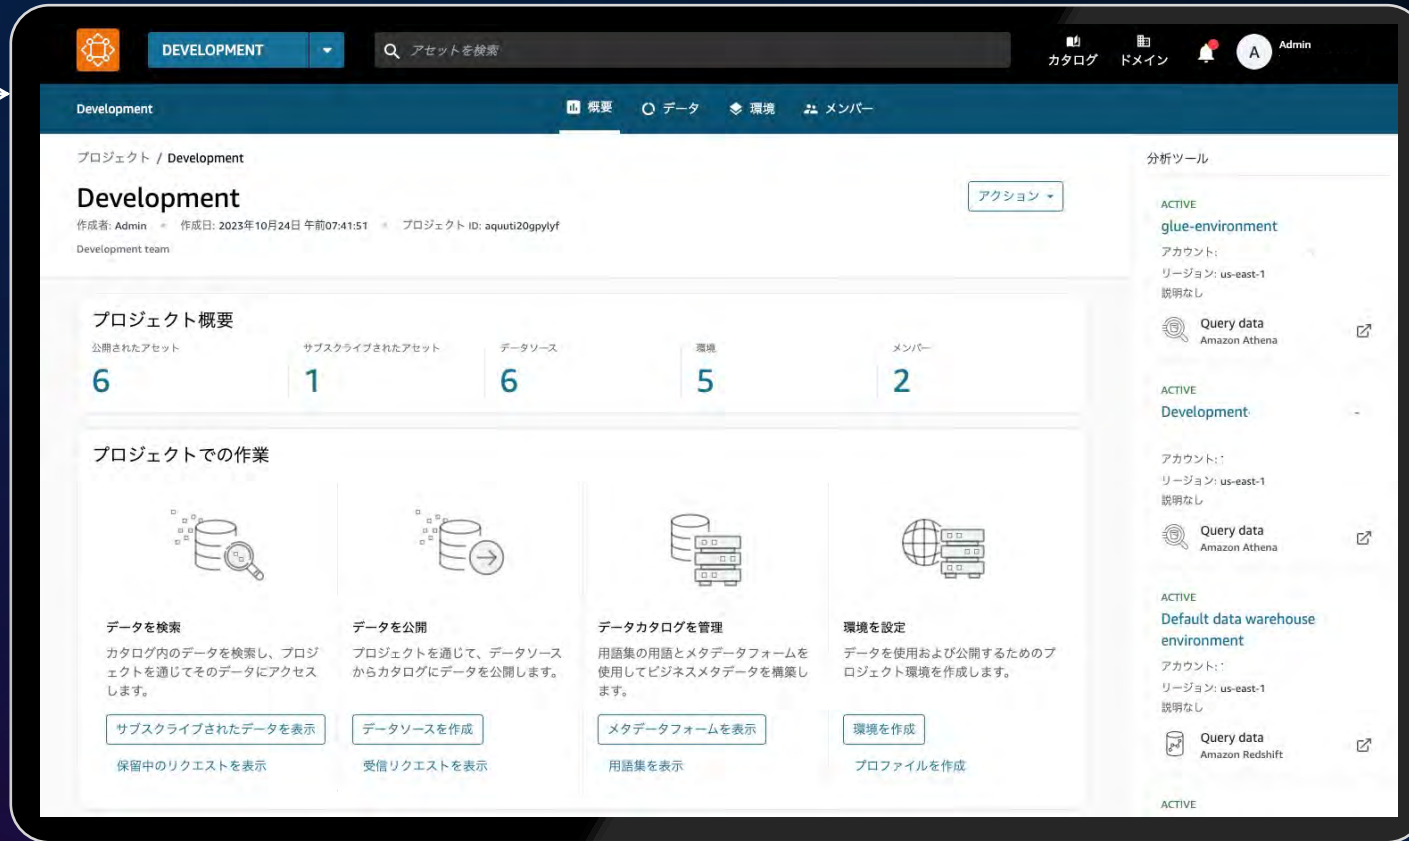 DEVELOPMENT
アセットを検索
カタログ
ドメイン
A
Admin
Development
概要
データ
環境
メンバー
プロジェクト / Development
Development
アクション
作成者: Admin
作成日: 2023年10月24日 午前07:41:51
プロジェクト ID: aquuti20gpylyf
Development team
プロジェクト概要
公開されたアセット
6
サブスクライブされたアセット
1
データソース
6
環境
5
メンバー
2
プロジェクトでの作業
データを検索
カタログ内のデータを検索し、プロジ
ェクトを通じてそのデータにアクセス
します。
サブスクライブされたデータを表示
保留中のリクエストを表示
データを公開
プロジェクトを通じて、データソース
からカタログにデータを公開します。
データソースを作成
受信リクエストを表示
データカタログを管理
用語集の用語とメタデータフォームを
使用してビジネスメタデータを構築し
ます。
メタデータフォームを表示
用語集を表示
環境を設定
データを使用および公開するためのプ
ロジェクト環境を作成します。
環境を作成
プロファイルを作成
分析ツール
ACTIVE
glue-environment
アカウント:
リージョン: us-east-1
説明なし
Query data
Amazon Athena
ACTIVE
Development
アカウント:
リージョン: us-east-1
説明なし
Query data
Amazon Athena
ACTIVE
Default data warehouse
environment
アカウント:
リージョン: us-east-1
説明なし
Query data
Amazon Redshift
ACTIVE